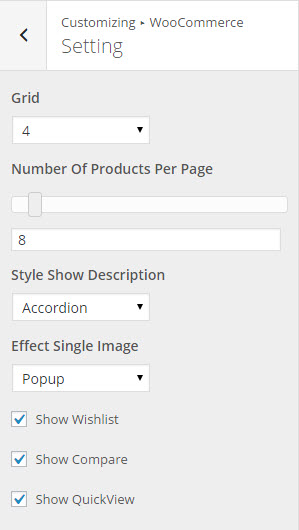 Customizing ▸ WooCommerce
Setting
Grid
4
Number Of Products Per Page
8
Style Show Description
Accordion
Effect Single Image
Popup
Show Wishlist
Show Compare
Show QuickView